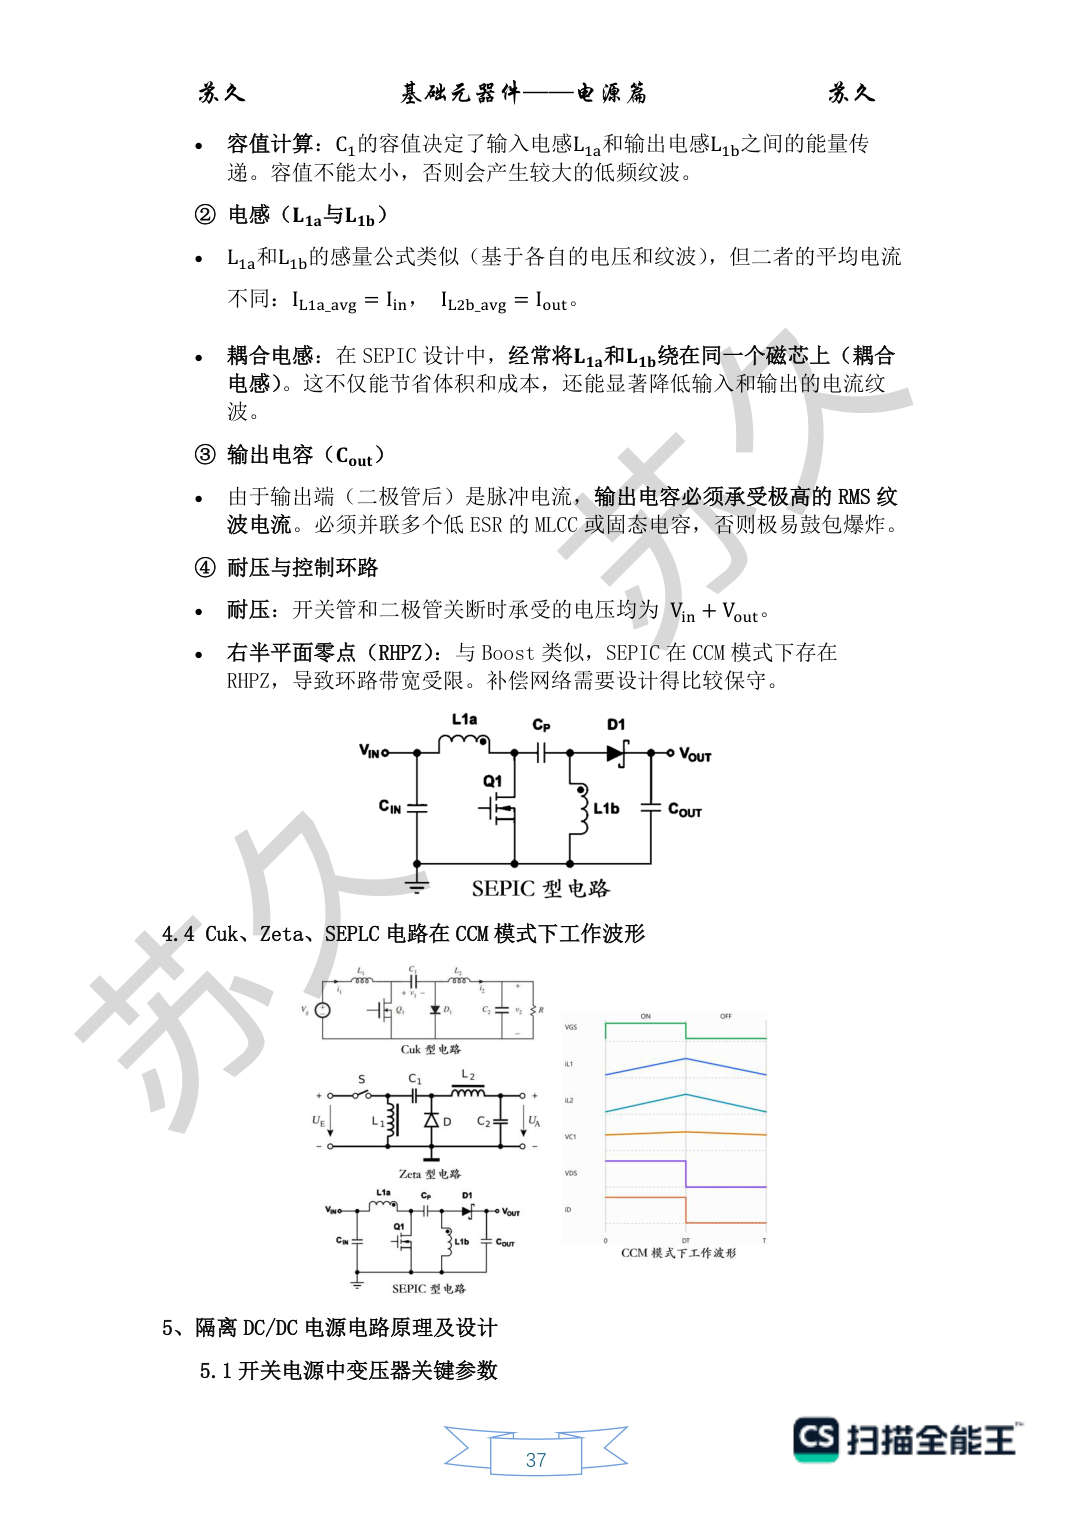 苏久 基础元器件——电源篇 苏久
• 容值计算：C₁的容值决定了输入电感L₁ₐ和输出电感L1b之间的能量传
递。容值不能太小，否则会产生较大的低频纹波。
② 电感（L1a与L1b）
• L1a和L1b的感量公式类似（基于各自的电压和纹波），但二者的平均电流
不同：IL1a_avg = Iin， IL2b_avg = Iout。
• 耦合电感：在 SEPIC 设计中，经常将L1a和L1b绕在同一个磁芯上（耦合
电感）。这不仅能节省体积和成本，还能显著降低输入和输出的电流纹
波。
③ 输出电容（Cout）
• 由于输出端（二极管后）是脉冲电流，输出电容必须承受极高的 RMS 纹
波电流。必须并联多个低 ESR 的 MLCC 或固态电容，否则极易鼓包爆炸。
④ 耐压与控制环路
• 耐压：开关管和二极管关断时承受的电压均为 Vin + Vout。
• 右半平面零点（RHPZ）：与 Boost 类似，SEPIC 在 CCM 模式下存在
RHPZ，导致环路带宽受限。补偿网络需要设计得比较保守。
L1a CP D1
VIN VOUT
Q1
CIN L1b COUT
SEPIC 型电路
4.4 Cuk、Zeta、SEPLC 电路在 CCM 模式下工作波形
L1 C1 L2
i1 + v1 − i2 +
Vg + − Q1 D1 C2 v2 R
−
Cuk 型电路
S C1 L2
+ +
UE L1 D C2 UA
− −
Zeta 型电路
L1a CP D1
VIN VOUT
Q1
CIN L1b COUT
SEPIC 型电路
ON OFF
VGS
iL1
iL2
VC1
VDS
iD
0 DT T
CCM 模式下工作波形
5、隔离 DC/DC 电源电路原理及设计
5.1 开关电源中变压器关键参数
37
CS 扫描全能王™
苏久
苏久